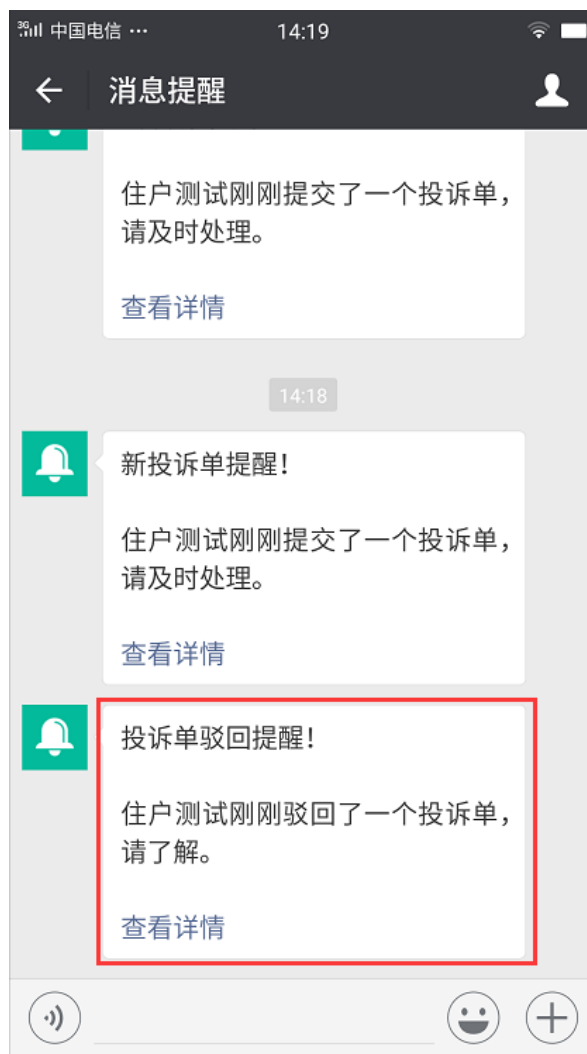 3G 中国电信 ··· 14:19
消息提醒
住户测试刚刚提交了一个投诉单，
请及时处理。
查看详情
14:18
新投诉单提醒！
住户测试刚刚提交了一个投诉单，
请及时处理。
查看详情
投诉单驳回提醒！
住户测试刚刚驳回了一个投诉单，
请了解。
查看详情